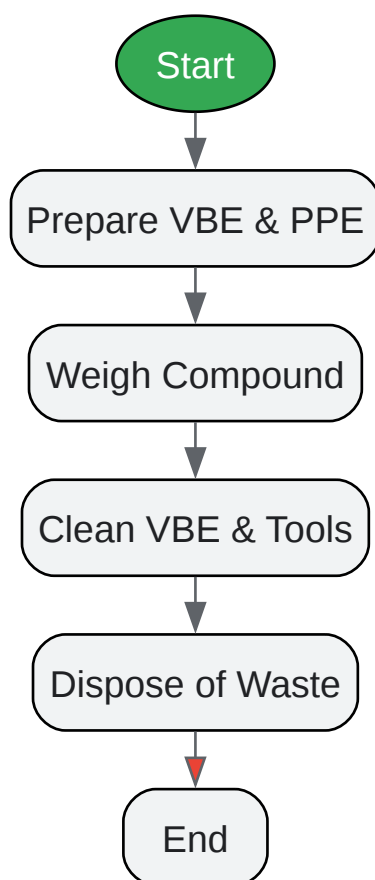 Start
Prepare VBE & PPE
Weigh Compound
Clean VBE & Tools
Dispose of Waste
End